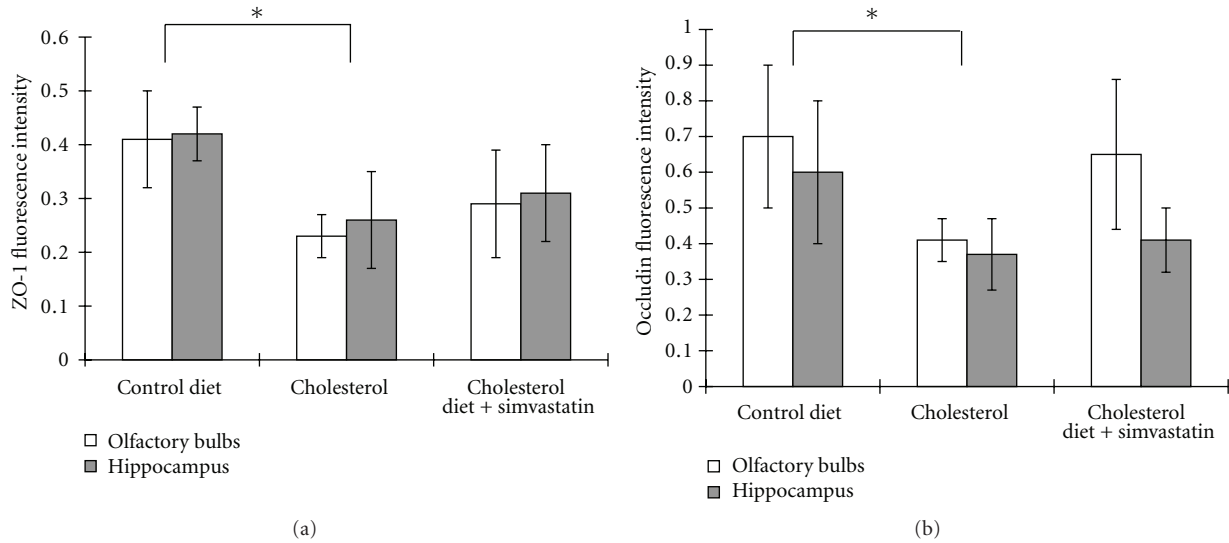 *
ZO-1 fluorescence intensity
0.6
0.5
0.4
0.3
0.2
0.1
0
Control diet
Cholesterol
Cholesterol
diet + simvastatin
Olfactory bulbs
Hippocampus
(a)
*
Occludin fluorescence intensity
1
0.9
0.8
0.7
0.6
0.5
0.4
0.3
0.2
0.1
0
Control diet
Cholesterol
Cholesterol
diet + simvastatin
Olfactory bulbs
Hippocampus
(b)